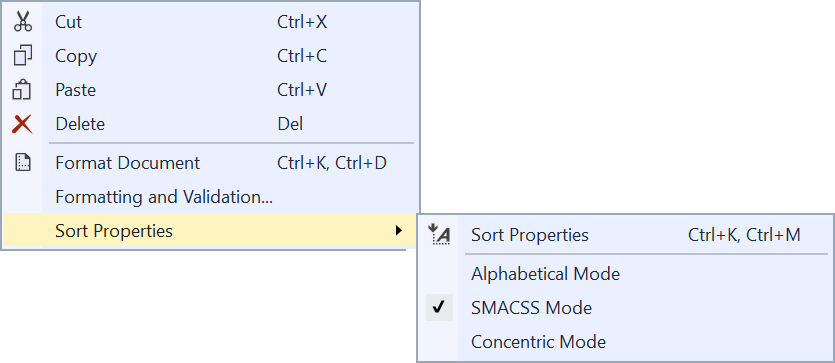 Cut Ctrl+X
Copy Ctrl+C
Paste Ctrl+V
Delete Del
Format Document Ctrl+K, Ctrl+D
Formatting and Validation...
Sort Properties
Sort Properties Ctrl+K, Ctrl+M
Alphabetical Mode
SMACSS Mode
Concentric Mode